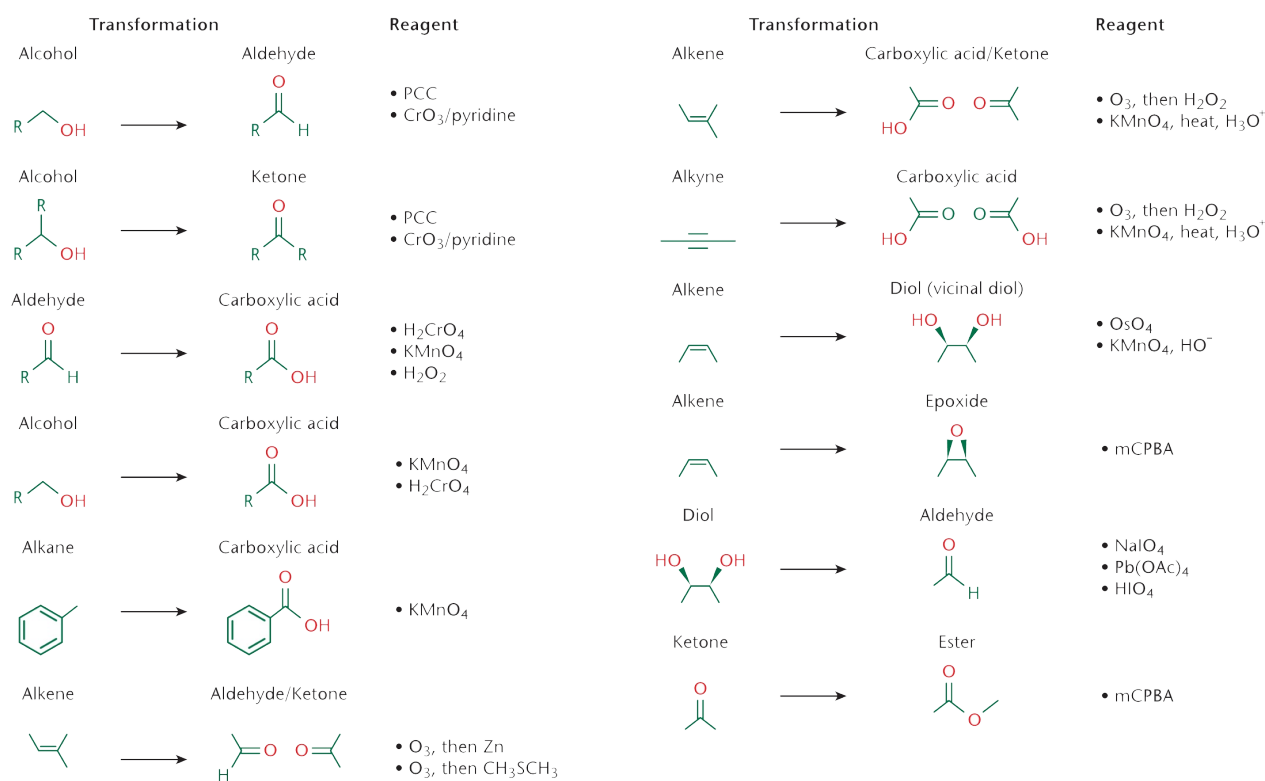 Transformation Reagent
Alcohol Aldehyde
R OH
O
R H
• PCC
• CrO₃/pyridine
Alcohol Ketone
R
R OH
O
R R
• PCC
• CrO₃/pyridine
Aldehyde Carboxylic acid
O
R H
O
R OH
• H₂CrO₄
• KMnO₄
• H₂O₂
Alcohol Carboxylic acid
R OH
O
R OH
• KMnO₄
• H₂CrO₄
Alkane Carboxylic acid
O
OH
• KMnO₄
Alkene Aldehyde/Ketone
O
H
O
• O₃, then Zn
• O₃, then CH₃SCH₃
Transformation Reagent
Alkene Carboxylic acid/Ketone
O
HO
O
• O₃, then H₂O₂
• KMnO₄, heat, H₃O⁺
Alkyne Carboxylic acid
O
HO
O
OH
• O₃, then H₂O₂
• KMnO₄, heat, H₃O⁺
Alkene Diol (vicinal diol)
HO OH
• OsO₄
• KMnO₄, HO⁻
Alkene Epoxide
O
• mCPBA
Diol Aldehyde
HO OH
O
H
• NaIO₄
• Pb(OAc)₄
• HIO₄
Ketone Ester
O
O
O
• mCPBA